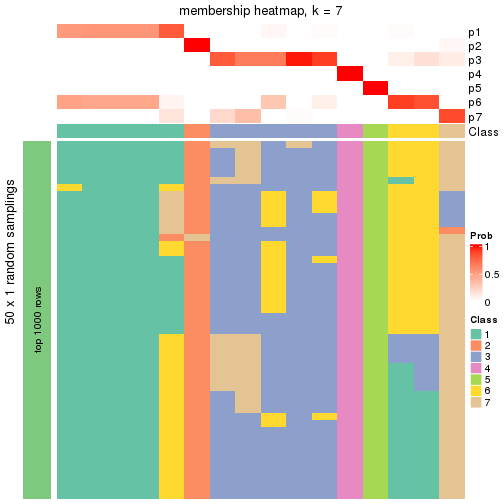 membership heatmap, k = 7
p1
p2
p3
p4
p5
p6
p7
Class
50 x 1 random samplings
top 1000 rows
Prob
1
0.5
0
Class
1
2
3
4
5
6
7